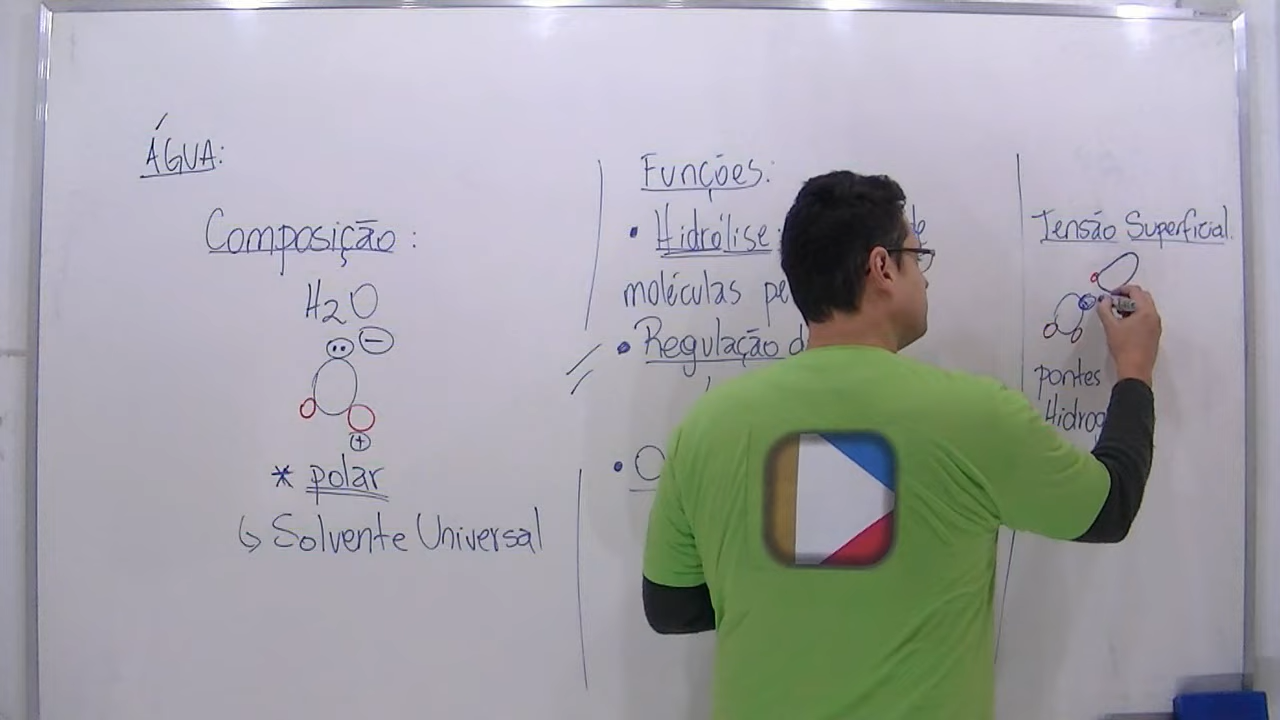 ÁGUA:
Composição:
H2O
−
+
* polar
↳ Solvente Universal
Funções:
• Hidrólise
moléculas
• Regulação
•
Tensão Superficial.
pontes